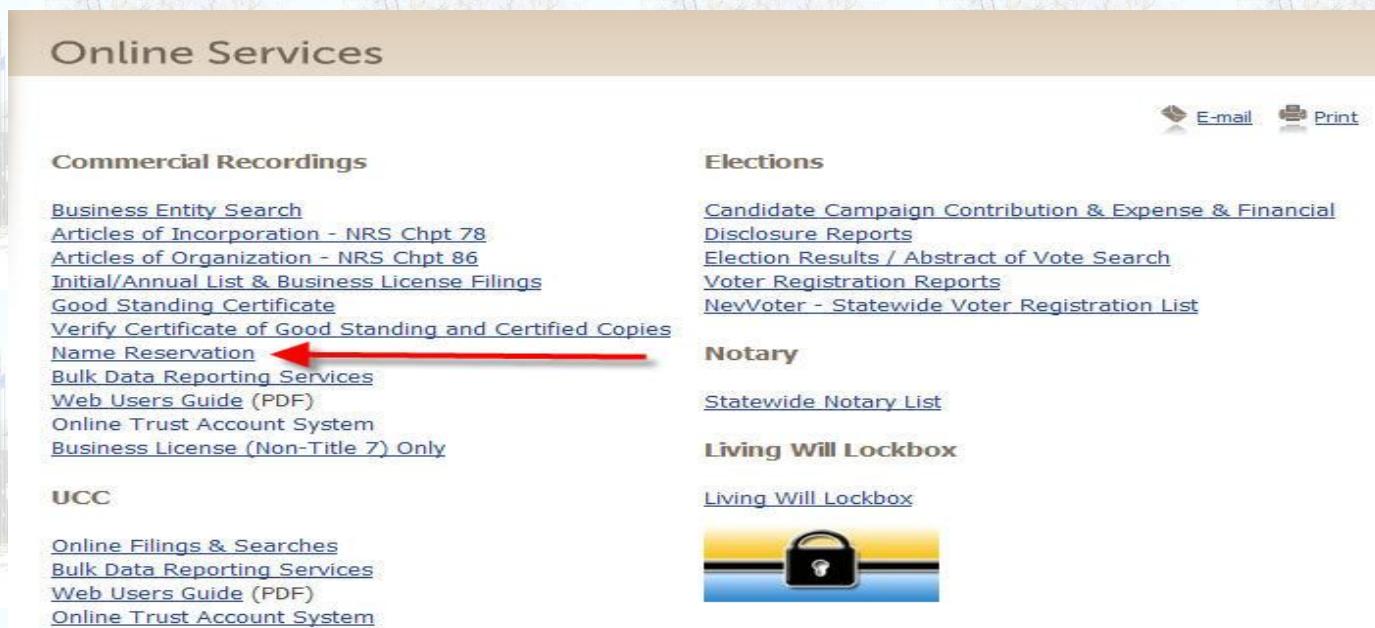 Online Services
E-mail Print
Commercial Recordings
Business Entity Search
Articles of Incorporation - NRS Chpt 78
Articles of Organization - NRS Chpt 86
Initial/Annual List & Business License Filings
Good Standing Certificate
Verify Certificate of Good Standing and Certified Copies
Name Reservation
Bulk Data Reporting Services
Web Users Guide (PDF)
Online Trust Account System
Business License (Non-Title 7) Only
UCC
Online Filings & Searches
Bulk Data Reporting Services
Web Users Guide (PDF)
Online Trust Account System
Elections
Candidate Campaign Contribution & Expense & Financial
Disclosure Reports
Election Results / Abstract of Vote Search
Voter Registration Reports
NevVoter - Statewide Voter Registration List
Notary
Statewide Notary List
Living Will Lockbox
Living Will Lockbox